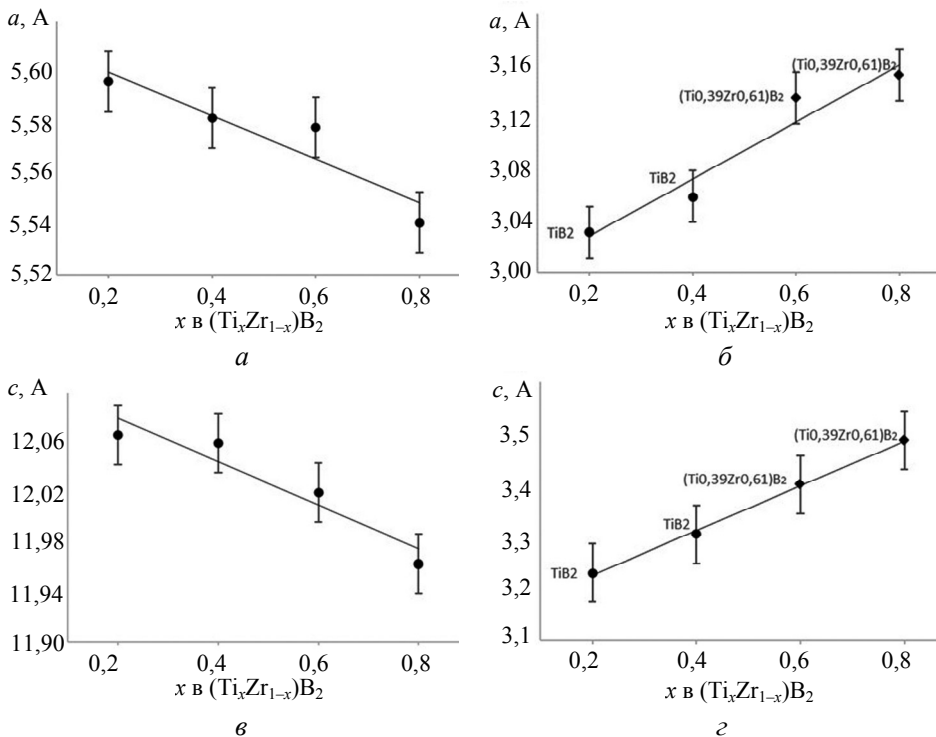 a, А
5,60
5,58
5,56
5,54
5,52
0,2 0,4 0,6 0,8
x в (TiₓZr₁₋ₓ)B₂
а
a, А
3,16
3,12
3,08
3,04
3,00
TiB2
TiB2
(Ti0,39Zr0,61)B₂
(Ti0,39Zr0,61)B₂
0,2 0,4 0,6 0,8
x в (TiₓZr₁₋ₓ)B₂
б
c, А
12,06
12,02
11,98
11,94
11,90
0,2 0,4 0,6 0,8
x в (TiₓZr₁₋ₓ)B₂
в
c, А
3,5
3,4
3,3
3,2
3,1
TiB2
TiB2
(Ti0,39Zr0,61)B₂
(Ti0,39Zr0,61)B₂
0,2 0,4 0,6 0,8
x в (TiₓZr₁₋ₓ)B₂
г